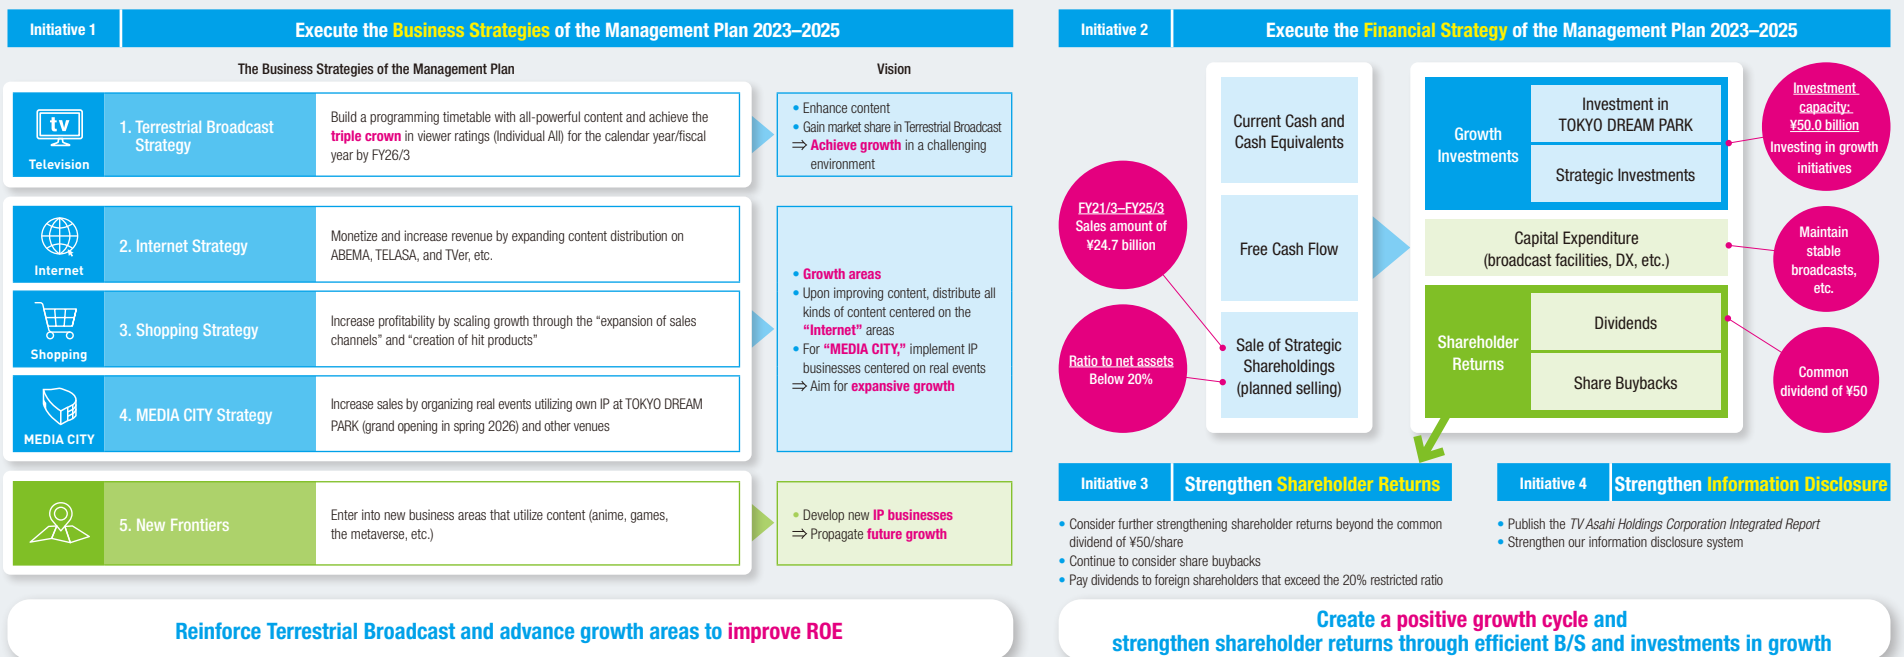 Initiative 1
Execute the Business Strategies of the Management Plan 2023–2025
The Business Strategies of the Management Plan
Vision
tv
Television
1. Terrestrial Broadcast
Strategy
Build a programming timetable with all-powerful content and achieve the
triple crown in viewer ratings (Individual All) for the calendar year/fiscal
year by FY26/3
• Enhance content
• Gain market share in Terrestrial Broadcast
⇒ Achieve growth in a challenging
environment
Internet
2. Internet Strategy
Monetize and increase revenue by expanding content distribution on
ABEMA, TELASA, and TVer, etc.
Shopping
3. Shopping Strategy
Increase profitability by scaling growth through the “expansion of sales
channels” and “creation of hit products”
MEDIA CITY
4. MEDIA CITY Strategy
Increase sales by organizing real events utilizing own IP at TOKYO DREAM
PARK (grand opening in spring 2026) and other venues
• Growth areas
• Upon improving content, distribute all
kinds of content centered on the
“Internet” areas
• For “MEDIA CITY,” implement IP
businesses centered on real events
⇒ Aim for expansive growth
5. New Frontiers
Enter into new business areas that utilize content (anime, games,
the metaverse, etc.)
• Develop new IP businesses
⇒ Propagate future growth
Reinforce Terrestrial Broadcast and advance growth areas to improve ROE
Initiative 2
Execute the Financial Strategy of the Management Plan 2023–2025
FY21/3–FY25/3
Sales amount of
¥24.7 billion
Ratio to net assets
Below 20%
Current Cash and
Cash Equivalents
Free Cash Flow
Sale of Strategic
Shareholdings
(planned selling)
Growth
Investments
Investment in
TOKYO DREAM PARK
Strategic Investments
Capital Expenditure
(broadcast facilities, DX, etc.)
Shareholder
Returns
Dividends
Share Buybacks
Investment
capacity:
¥50.0 billion
Investing in growth
initiatives
Maintain
stable
broadcasts,
etc.
Common
dividend of ¥50
Initiative 3
Strengthen Shareholder Returns
• Consider further strengthening shareholder returns beyond the common
dividend of ¥50/share
• Continue to consider share buybacks
• Pay dividends to foreign shareholders that exceed the 20% restricted ratio
Initiative 4
Strengthen Information Disclosure
• Publish the TV Asahi Holdings Corporation Integrated Report
• Strengthen our information disclosure system
Create a positive growth cycle and
strengthen shareholder returns through efficient B/S and investments in growth